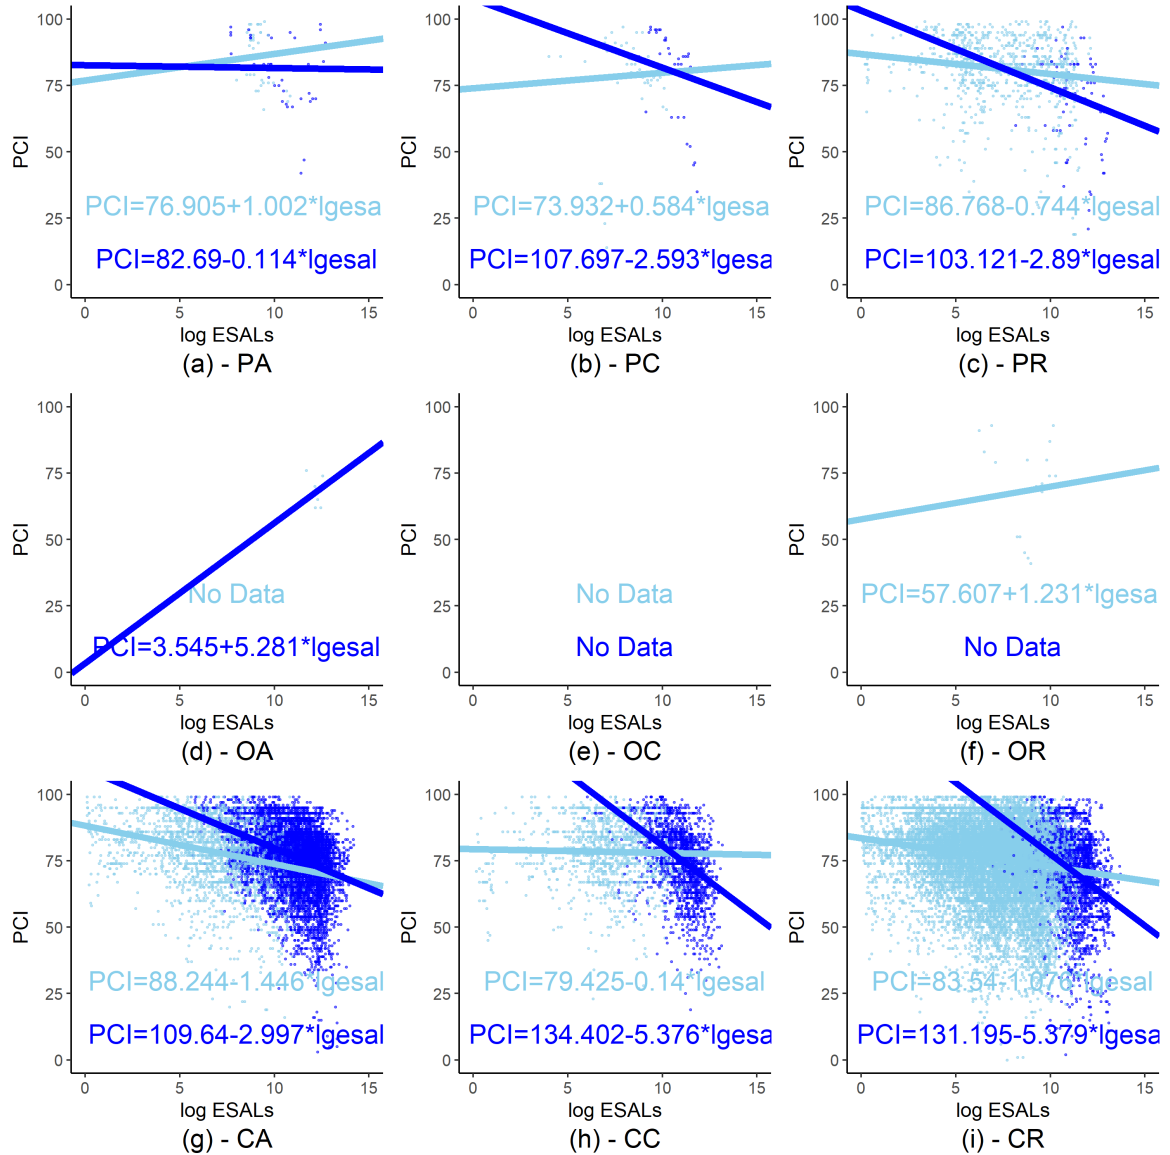 100
75
50
25
0
PCI
PCI=76.905+1.002*lgesa
PCI=82.69-0.114*lgesal
0 5 10 15
log ESALs
(a) - PA
100
75
50
25
0
PCI
PCI=73.932+0.584*lgesa
PCI=107.697-2.593*lgesa
0 5 10 15
log ESALs
(b) - PC
100
75
50
25
0
PCI
PCI=86.768-0.744*lgesal
PCI=103.121-2.89*lgesal
0 5 10 15
log ESALs
(c) - PR
100
75
50
25
0
PCI
No Data
PCI=3.545+5.281*lgesal
0 5 10 15
log ESALs
(d) - OA
100
75
50
25
0
PCI
No Data
No Data
0 5 10 15
log ESALs
(e) - OC
100
75
50
25
0
PCI
PCI=57.607+1.231*lgesa
No Data
0 5 10 15
log ESALs
(f) - OR
100
75
50
25
0
PCI
PCI=88.244-1.446*lgesal
PCI=109.64-2.997*lgesal
0 5 10 15
log ESALs
(g) - CA
100
75
50
25
0
PCI
PCI=79.425-0.14*lgesal
PCI=134.402-5.376*lgesa
0 5 10 15
log ESALs
(h) - CC
100
75
50
25
0
PCI
PCI=83.54-1.076*lgesal
PCI=131.195-5.379*lgesa
0 5 10 15
log ESALs
(i) - CR